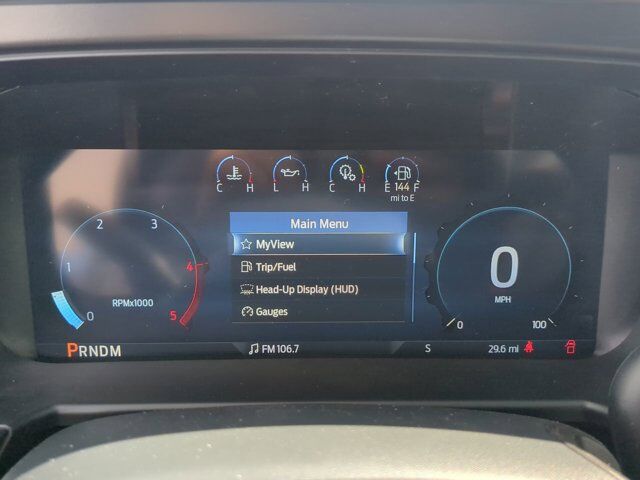 C H
L H
C H
E 144 F
mi to E
Main Menu
MyView
Trip/Fuel
Head-Up Display (HUD)
Gauges
0
1
2
3
4
5
RPMx1000
0
MPH
0
100
PRNDM
FM 106.7
S
29.6 mi